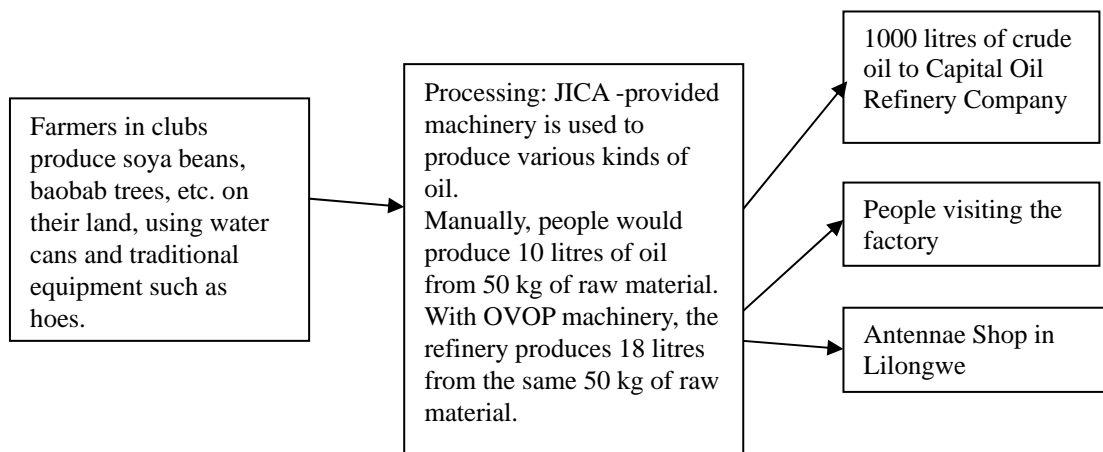 Farmers in clubs
produce soya beans,
baobab trees, etc. on
their land, using water
cans and traditional
equipment such as
hoes.
Processing: JICA -provided
machinery is used to
produce various kinds of
oil.
Manually, people would
produce 10 litres of oil
from 50 kg of raw material.
With OVOP machinery, the
refinery produces 18 litres
from the same 50 kg of raw
material.
1000 litres of crude
oil to Capital Oil
Refinery Company
People visiting the
factory
Antennae Shop in
Lilongwe